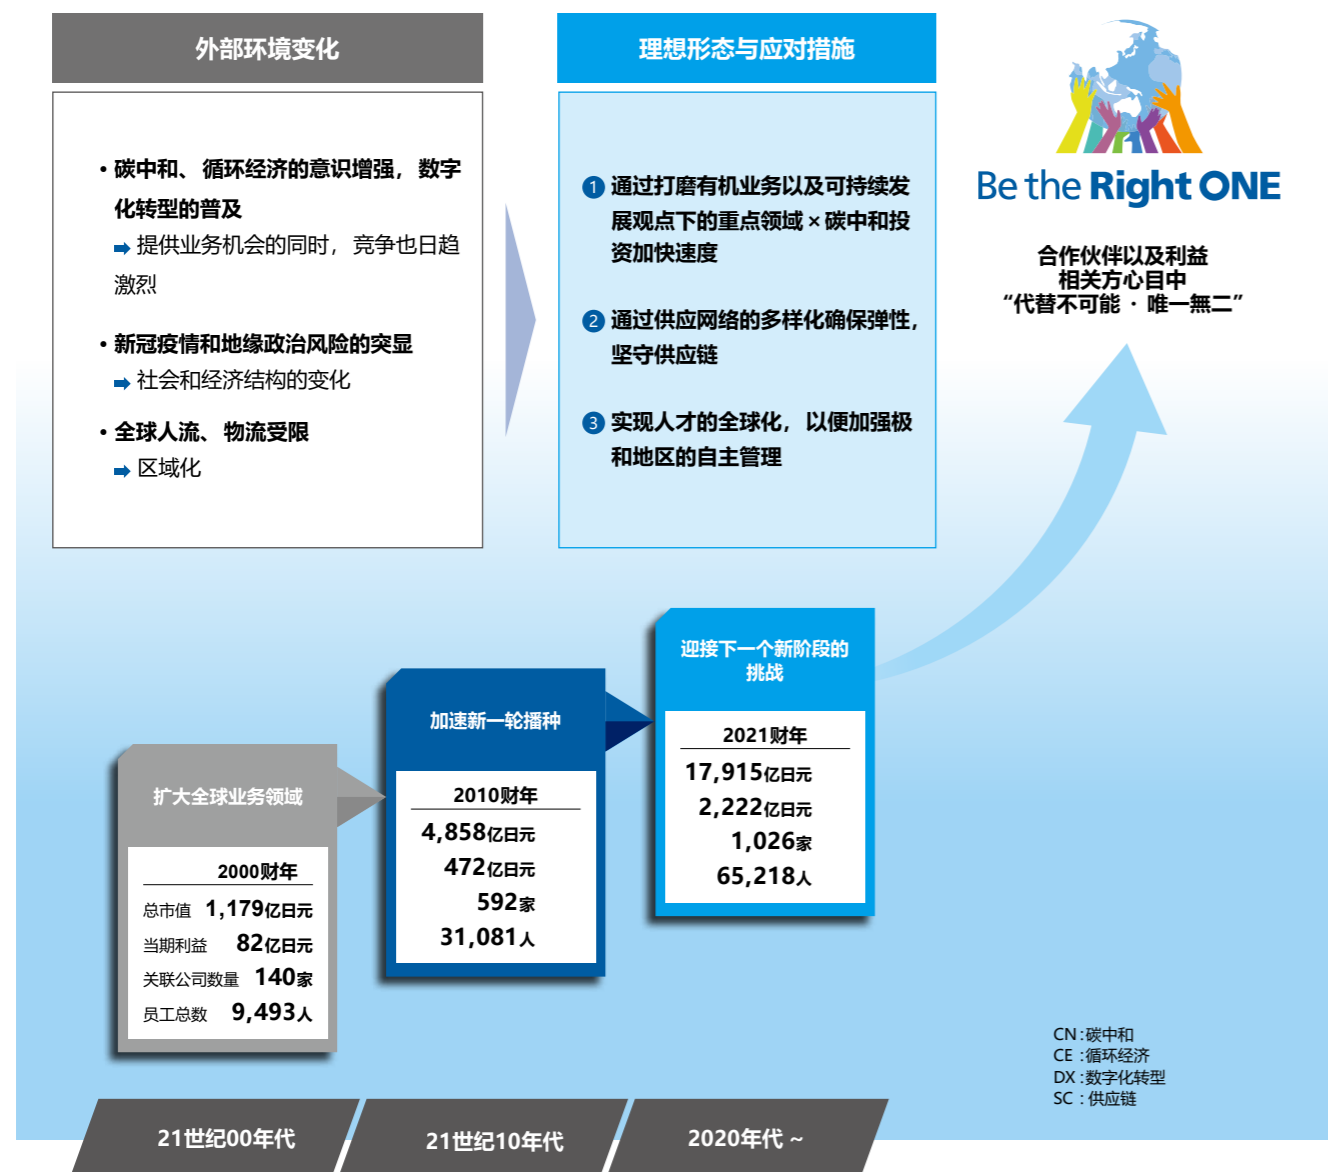 外部环境变化
• 碳中和、循环经济的意识增强，数字
化转型的普及
➡ 提供业务机会的同时，竞争也日趋
激烈
• 新冠疫情和地缘政治风险的突显
➡ 社会和经济结构的变化
• 全球人流、物流受限
➡ 区域化
理想形态与应对措施
❶ 通过打磨有机业务以及可持续发
展观点下的重点领域 × 碳中和投
资加快速度
❷ 通过供应网络的多样化确保弹性，
坚守供应链
❸ 实现人才的全球化，以便加强极
和地区的自主管理
Be the Right ONE
合作伙伴以及利益
相关方心目中
“代替不可能 · 唯一無二”
扩大全球业务领域
2000财年
总市值 1,179亿日元
当期利益 82亿日元
关联公司数量 140家
员工总数 9,493人
加速新一轮播种
2010财年
4,858亿日元
472亿日元
592家
31,081人
迎接下一个新阶段的
挑战
2021财年
17,915亿日元
2,222亿日元
1,026家
65,218人
CN :碳中和
CE :循环经济
DX :数字化转型
SC : 供应链
21世纪00年代
21世纪10年代
2020年代 ~